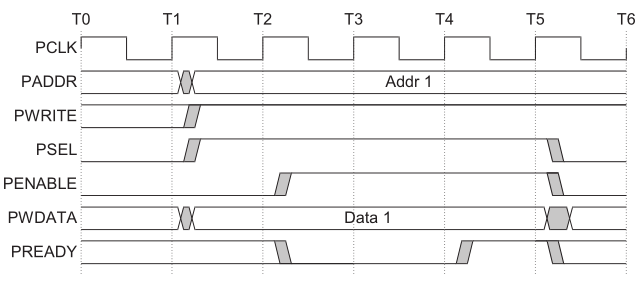 T0 T1 T2 T3 T4 T5 T6
PCLK
PADDR Addr 1
PWRITE
PSEL
PENABLE
PWDATA Data 1
PREADY